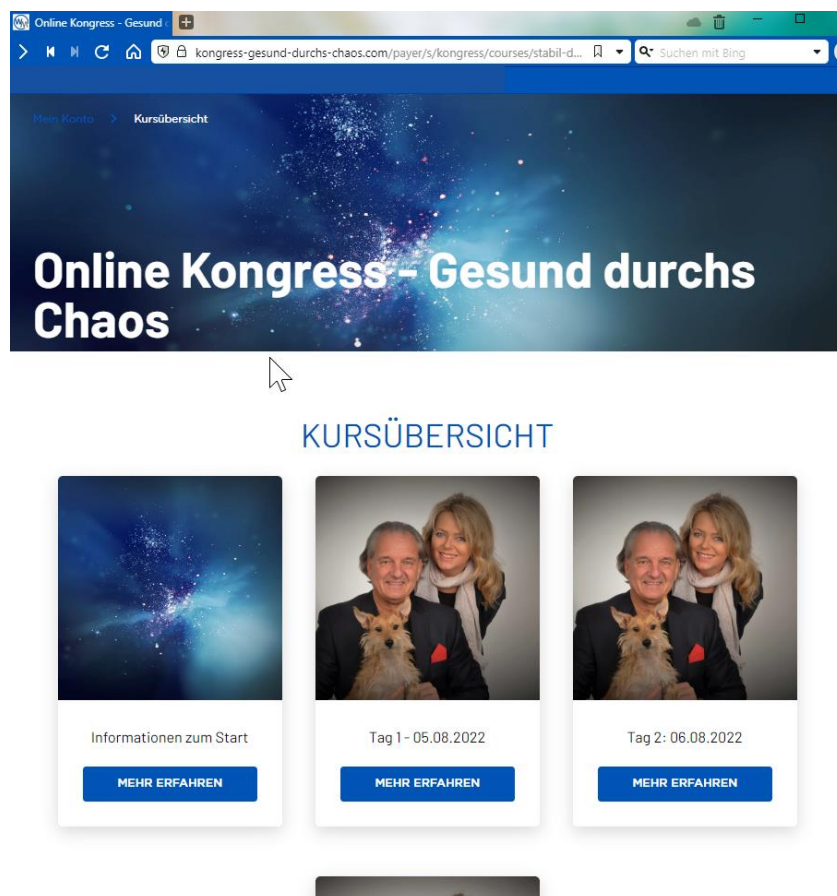 Online Kongress - Gesund
kongress-gesund-durchs-chaos.com/payer/s/kongress/courses/stabil-d...
Suchen mit Bing
Mein Konto > Kursübersicht
Online Kongress - Gesund durchs
Chaos
KURSÜBERSICHT
Informationen zum Start
MEHR ERFAHREN
Tag 1 - 05.08.2022
MEHR ERFAHREN
Tag 2: 06.08.2022
MEHR ERFAHREN